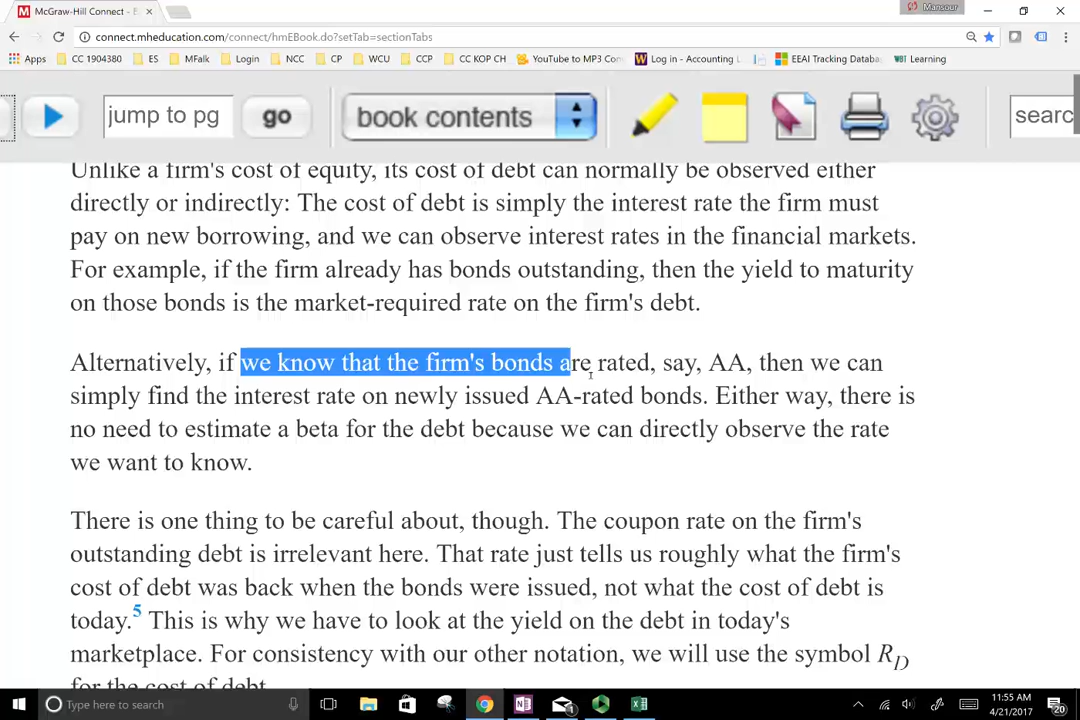 McGraw-Hill Connect - E
Mansour
connect.mheducation.com/connect/hmEBook.do?setTab=sectionTabs
Apps CC 1904380 ES MFalk Login NCC CP WCU CCP CC KOP CH YouTube to MP3 Con Log in - Accounting L EEAI Tracking Databa WBT Learning
jump to pg go book contents searc
Unlike a firm's cost of equity, its cost of debt can normally be observed either
directly or indirectly: The cost of debt is simply the interest rate the firm must
pay on new borrowing, and we can observe interest rates in the financial markets.
For example, if the firm already has bonds outstanding, then the yield to maturity
on those bonds is the market-required rate on the firm's debt.
Alternatively, if we know that the firm's bonds are rated, say, AA, then we can
simply find the interest rate on newly issued AA-rated bonds. Either way, there is
no need to estimate a beta for the debt because we can directly observe the rate
we want to know.
There is one thing to be careful about, though. The coupon rate on the firm's
outstanding debt is irrelevant here. That rate just tells us roughly what the firm's
cost of debt was back when the bonds were issued, not what the cost of debt is
today.5 This is why we have to look at the yield on the debt in today's
marketplace. For consistency with our other notation, we will use the symbol RD
for the cost of debt
Type here to search
11:55 AM
4/21/2017
20